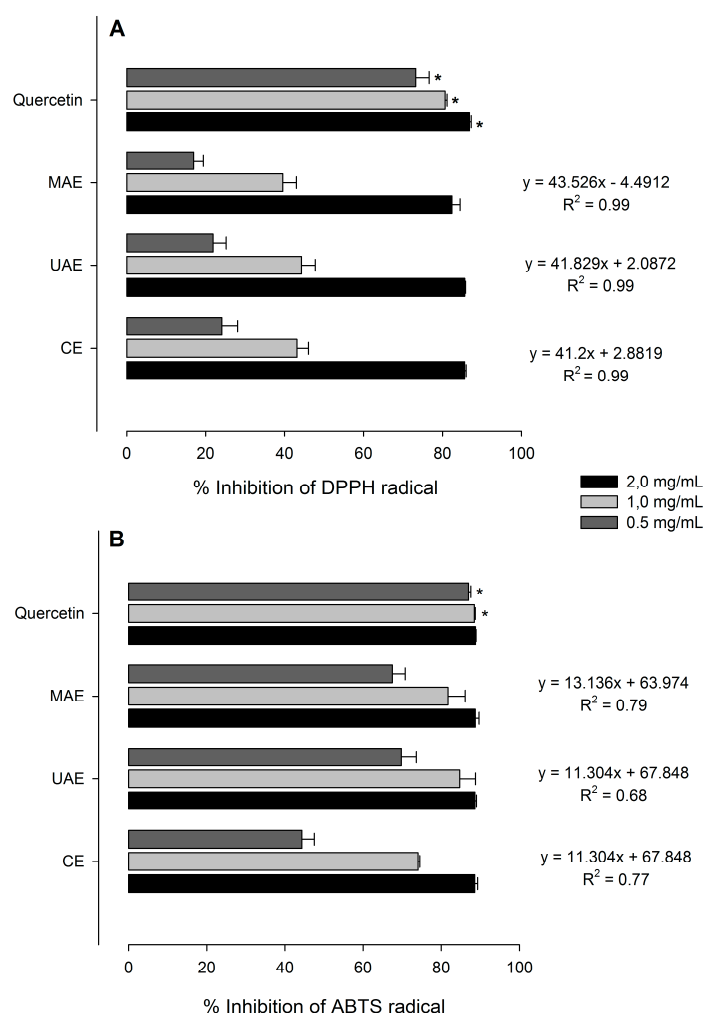 A
Quercetin
*
*
*
MAE
y = 43.526x - 4.4912
R² = 0.99
UAE
y = 41.829x + 2.0872
R² = 0.99
CE
y = 41.2x + 2.8819
R² = 0.99
0 20 40 60 80 100
% Inhibition of DPPH radical
2,0 mg/mL
1,0 mg/mL
0.5 mg/mL
B
Quercetin
*
*
MAE
y = 13.136x + 63.974
R² = 0.79
UAE
y = 11.304x + 67.848
R² = 0.68
CE
y = 11.304x + 67.848
R² = 0.77
0 20 40 60 80 100
% Inhibition of ABTS radical